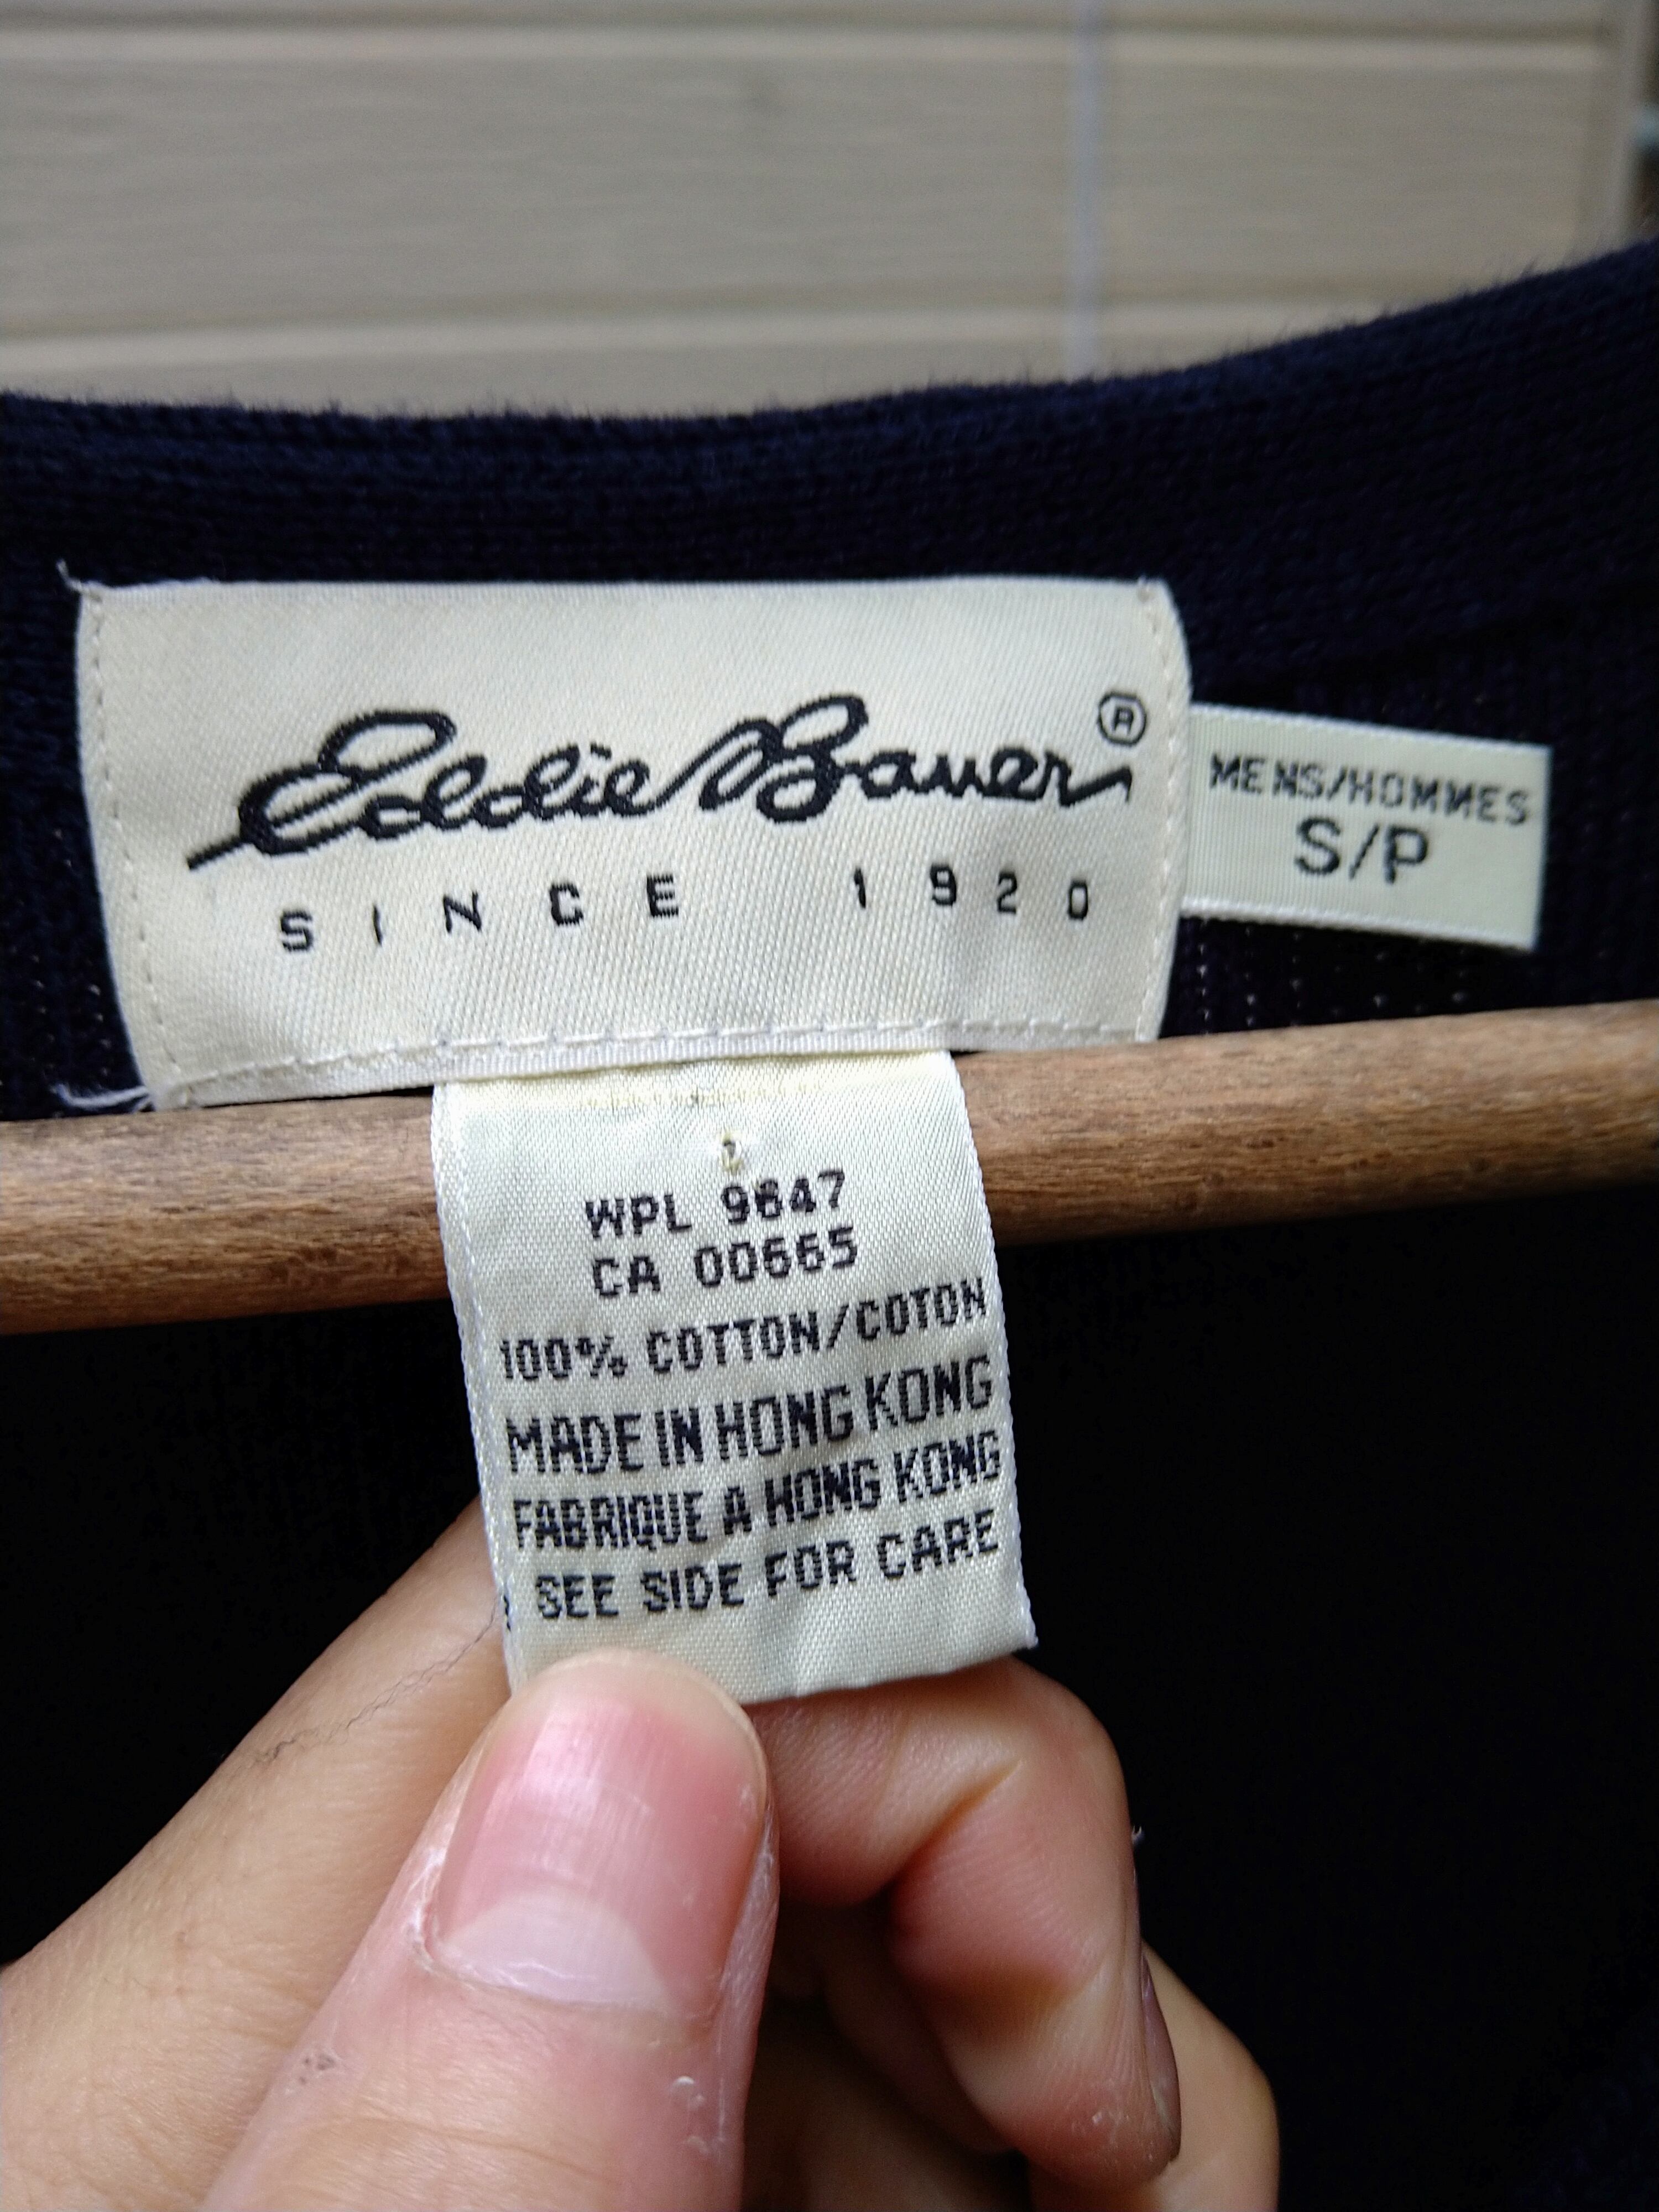 Eddie Bauer®
SINCE 1920
MENS/HOMMES
S/P
WPL 9647
CA 00665
100% COTTON/COTON
MADE IN HONG KONG
FABRIQUE A HONG KONG
SEE SIDE FOR CARE